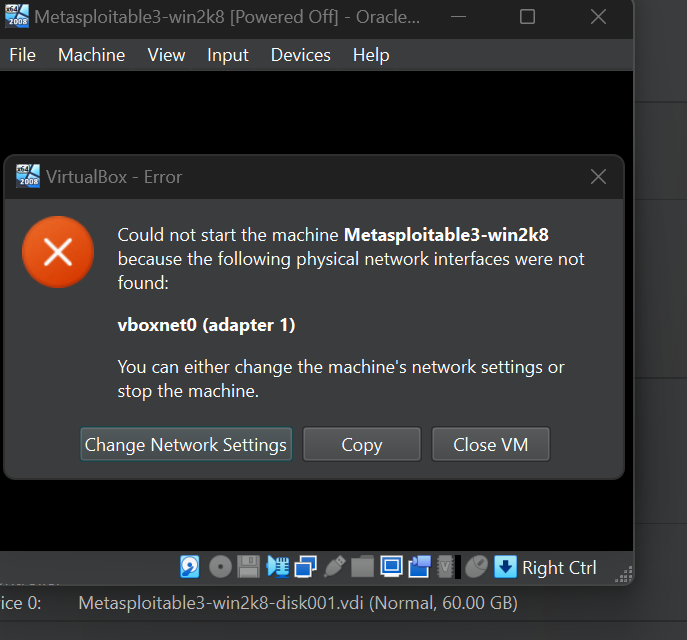 Metasploitable3-win2k8 [Powered Off] - Oracle...
File Machine View Input Devices Help
VirtualBox - Error
Could not start the machine Metasploitable3-win2k8
because the following physical network interfaces were not
found:
vboxnet0 (adapter 1)
You can either change the machine's network settings or
stop the machine.
Change Network Settings Copy Close VM
Right Ctrl
ice 0: Metasploitable3-win2k8-disk001.vdi (Normal, 60.00 GB)